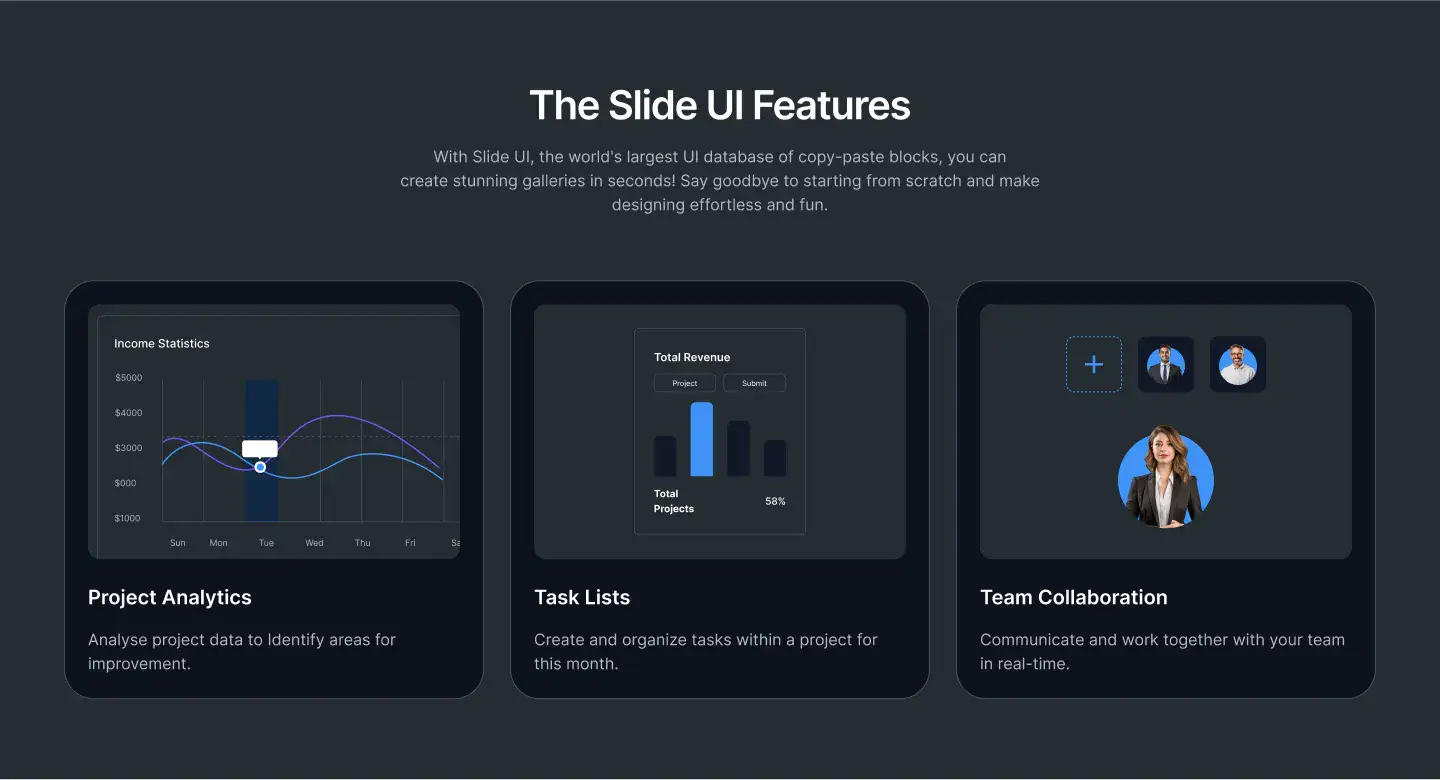 The Slide UI Features
With Slide UI, the world's largest UI database of copy-paste blocks, you can
create stunning galleries in seconds! Say goodbye to starting from scratch and make
designing effortless and fun.
Income Statistics
$5000
$4000
$3000
$000
$1000
Sun Mon Tue Wed Thu Fri Sa
Project Analytics
Analyse project data to Identify areas for
improvement.
Total Revenue
Project Submit
Total
Projects
58%
Task Lists
Create and organize tasks within a project for
this month.
Team Collaboration
Communicate and work together with your team
in real-time.